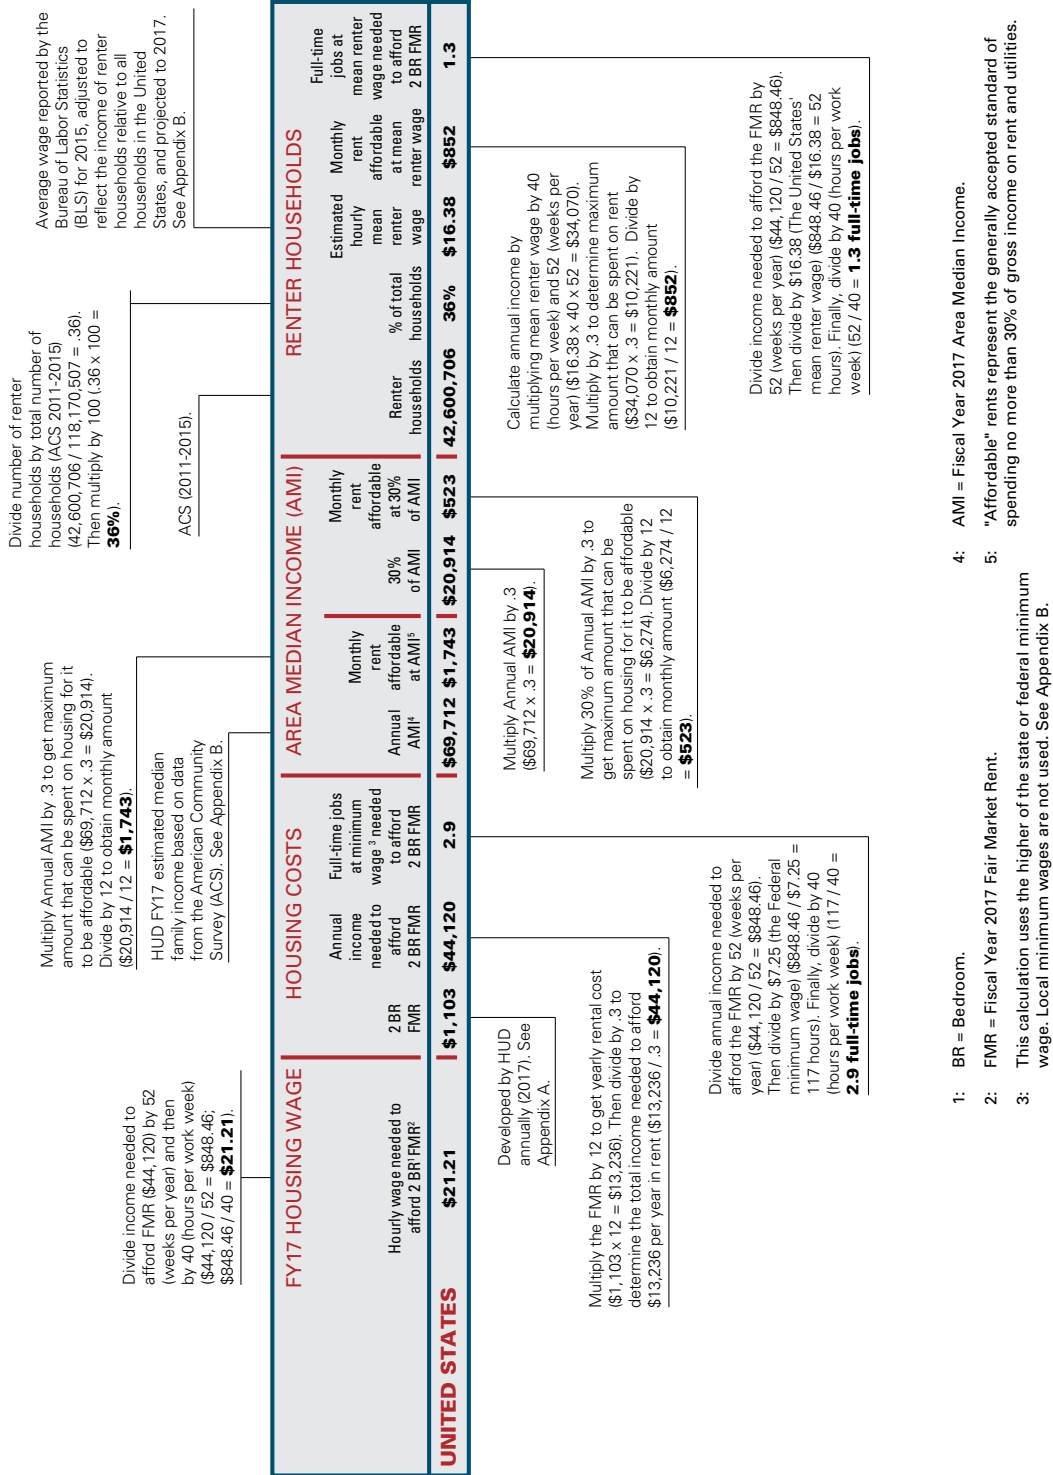 Divide income needed to
afford FMR ($44,120) by 52
(weeks per year) and then
by 40 (hours per work week)
($44,120 / 52 = $848.46;
$848.46 / 40 = $21.21).
Multiply Annual AMI by .3 to get maximum
amount that can be spent on housing for it
to be affordable ($69,712 x .3 = $20,914).
Divide by 12 to obtain monthly amount
($20,914 / 12 = $1,743).
HUD FY17 estimated median
family income based on data
from the American Community
Survey (ACS). See Appendix B.
Divide number of renter
households by total number of
households (ACS 2011-2015)
(42,600,706 / 118,170,507 = .36).
Then multiply by 100 (.36 x 100 =
36%).
ACS (2011-2015).
Average wage reported by the
Bureau of Labor Statistics
(BLS) for 2015, adjusted to
reflect the income of renter
households relative to all
households in the United
States, and projected to 2017.
See Appendix B.
FY17 HOUSING WAGE
HOUSING COSTS
AREA MEDIAN INCOME (AMI)
RENTER HOUSEHOLDS
Hourly wage needed to
afford 2 BR¹ FMR²
2 BR
FMR
Annual
income
needed to
afford
2 BR FMR
Full-time jobs
at minimum
wage ³ needed
to afford
2 BR FMR
Annual
AMI⁴
Monthly
rent
affordable
at AMI⁵
30%
of AMI
Monthly
rent
affordable
at 30%
of AMI
Renter
households
% of total
households
Estimated
hourly
mean
renter
wage
Monthly
rent
affordable
at mean
renter wage
Full-time
jobs at
mean renter
wage needed
to afford
2 BR FMR
UNITED STATES $21.21 $1,103 $44,120 2.9 $69,712 $1,743 $20,914 $523 42,600,706 36% $16.38 $852 1.3
Developed by HUD
annually (2017). See
Appendix A.
Multiply the FMR by 12 to get yearly rental cost
($1,103 x 12 = $13,236). Then divide by .3 to
determine the total income needed to afford
$13,236 per year in rent ($13,236 / .3 = $44,120).
Divide annual income needed to
afford the FMR by 52 (weeks per
year) ($44,120 / 52 = $848.46).
Then divide by $7.25 (the Federal
minimum wage) ($848.46 / $7.25 =
117 hours). Finally, divide by 40
(hours per work week) (117 / 40 =
2.9 full-time jobs).
Multiply Annual AMI by .3
($69,712 x .3 = $20,914).
Multiply 30% of Annual AMI by .3 to
get maximum amount that can be
spent on housing for it to be affordable
($20,914 x .3 = $6,274). Divide by 12
to obtain monthly amount ($6,274 / 12
= $523).
Calculate annual income by
multiplying mean renter wage by 40
(hours per week) and 52 (weeks per
year) ($16.38 x 40 x 52 = $34,070).
Multiply by .3 to determine maximum
amount that can be spent on rent
($34,070 x .3 = $10,221). Divide by
12 to obtain monthly amount
($10,221 / 12 = $852).
Divide income needed to afford the FMR by
52 (weeks per year) ($44,120 / 52 = $848.46).
Then divide by $16.38 (The United States'
mean renter wage) ($848.46 / $16.38 = 52
hours). Finally, divide by 40 (hours per work
week) (52 / 40 = 1.3 full-time jobs).
1: BR = Bedroom.
2: FMR = Fiscal Year 2017 Fair Market Rent.
3: This calculation uses the higher of the state or federal minimum
wage. Local minimum wages are not used. See Appendix B.
4: AMI = Fiscal Year 2017 Area Median Income.
5: "Affordable" rents represent the generally accepted standard of
spending no more than 30% of gross income on rent and utilities.